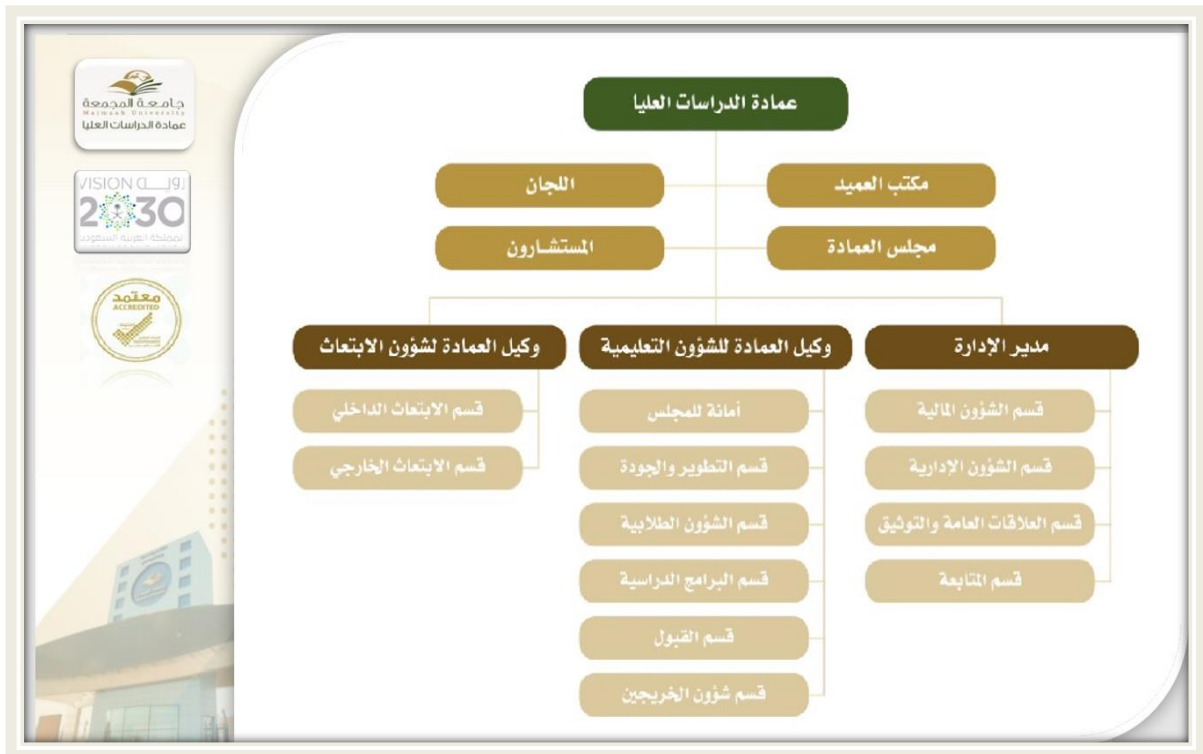 جامعة المجمعة
Majmaah University
عمادة الدراسات العليا
VISION رؤية
2030
المملكة العربية السعودية
معتمد
ACCREDITED
عمادة الدراسات العليا
مكتب العميد
اللجان
مجلس العمادة
المستشارون
مدير الإدارة
قسم الشؤون المالية
قسم الشؤون الإدارية
قسم العلاقات العامة والتوثيق
قسم المتابعة
وكيل العمادة للشؤون التعليمية
أمانة للمجلس
قسم التطوير والجودة
قسم الشؤون الطلابية
قسم البرامج الدراسية
قسم القبول
قسم شؤون الخريجين
وكيل العمادة لشؤون الابتعاث
قسم الابتعاث الداخلي
قسم الابتعاث الخارجي